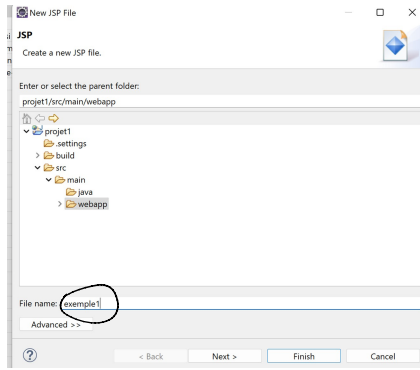 New JSP File
JSP
Create a new JSP file.
Enter or select the parent folder:
projet1/src/main/webapp
projet1
.settings
build
src
main
java
webapp
File name: exemple1
Advanced >>
? < Back Next > Finish Cancel